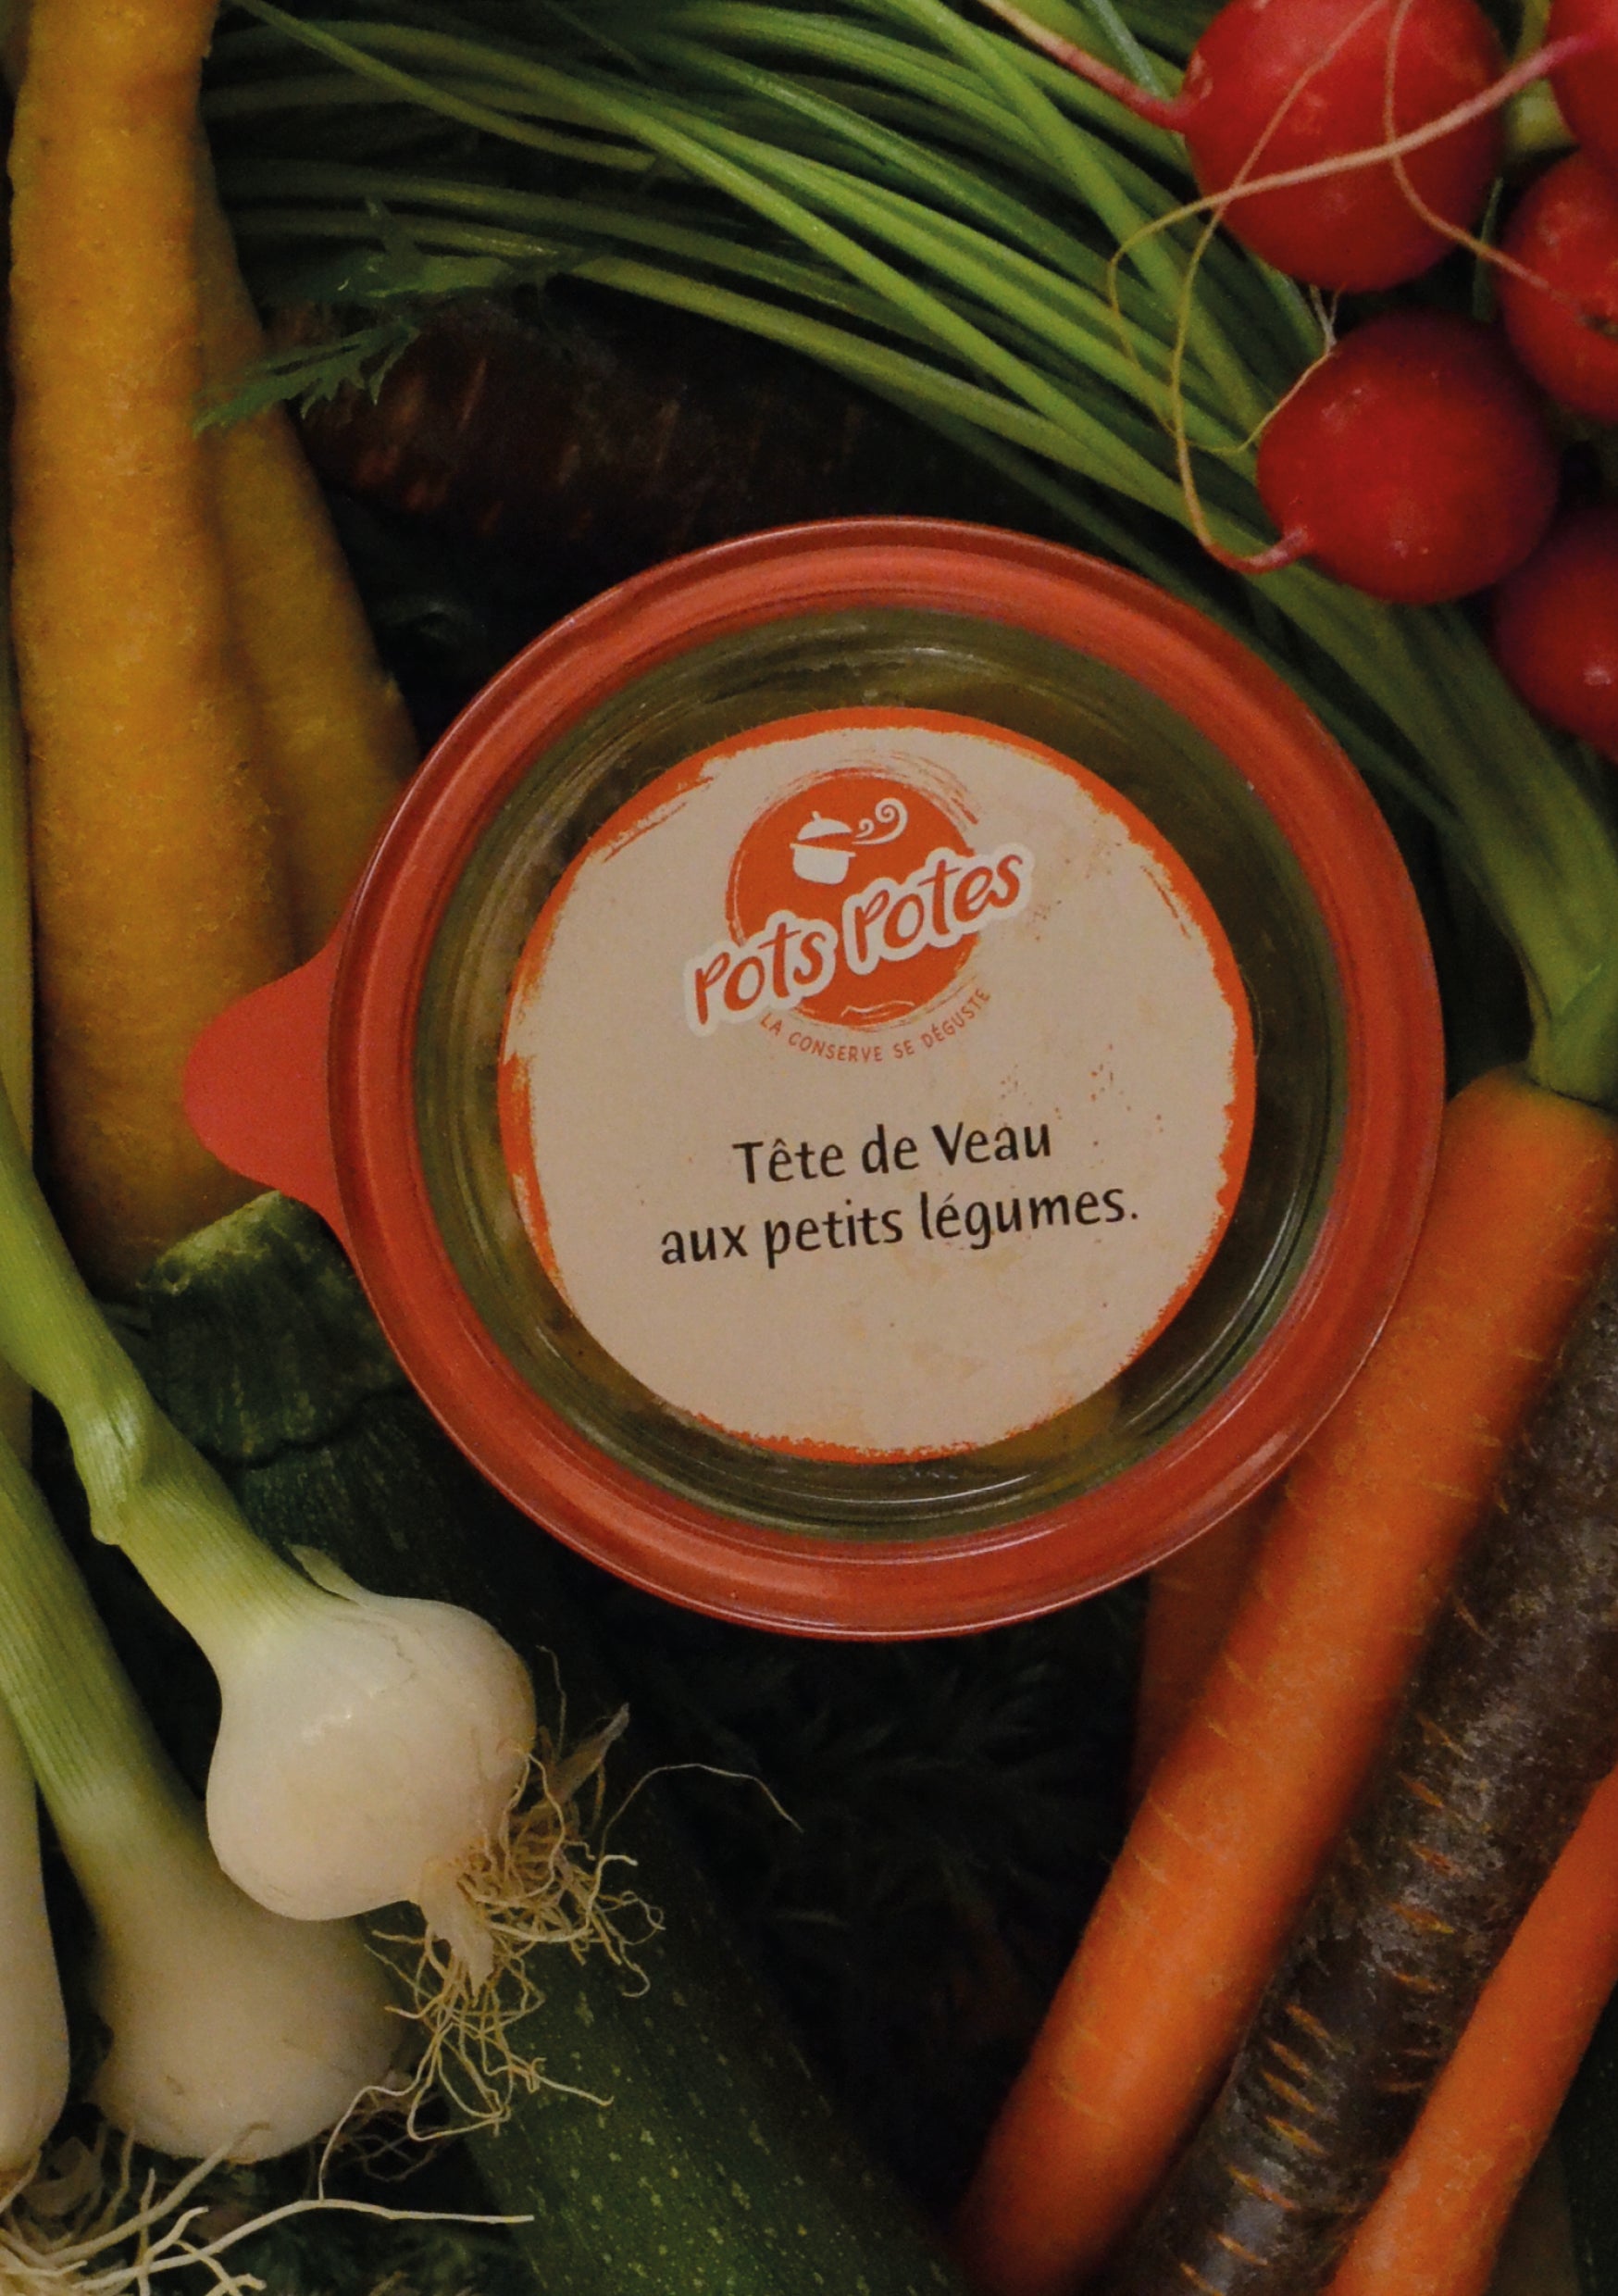 Pots Potes
LA CONSERVE SE DÉGUSTE
Tête de Veau
aux petits légumes.